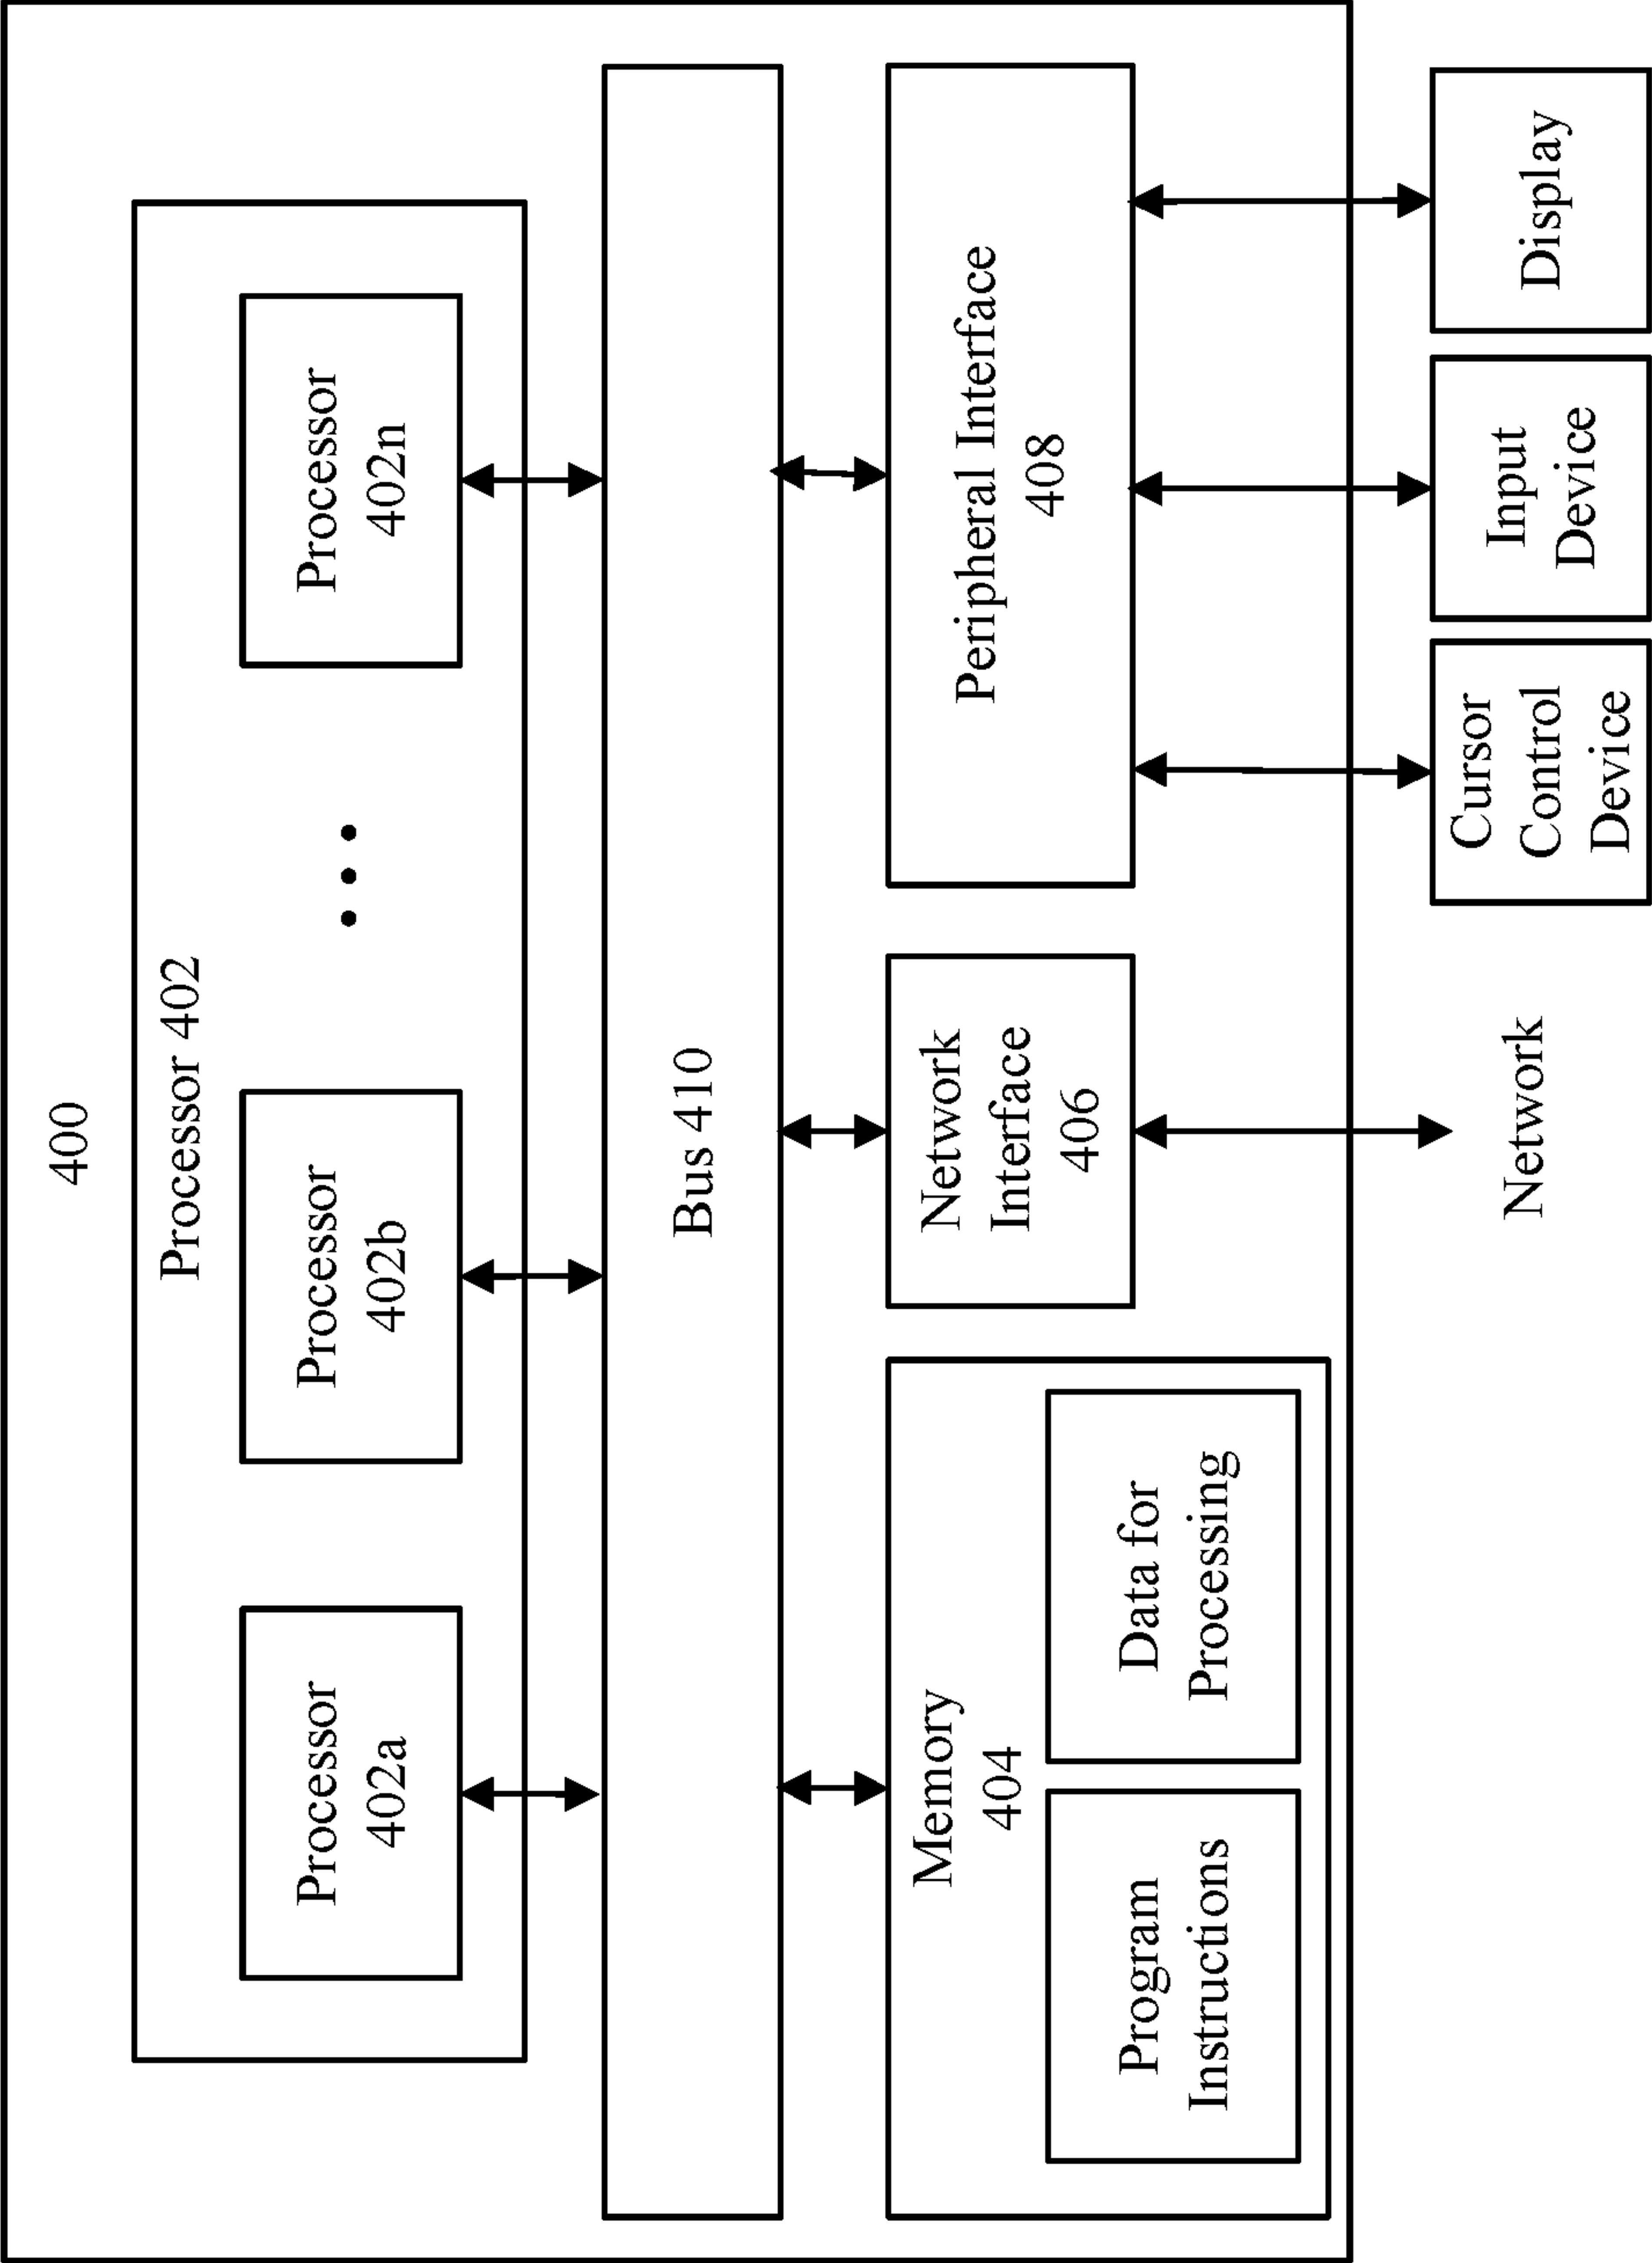 400
Processor 402
Processor
402a
Processor
402b
Processor
402n
Bus 410
Memory
404
Program
Instructions
Data for
Processing
Network
Interface
406
Peripheral Interface
408
Network
Cursor
Control
Device
Input
Device
Display